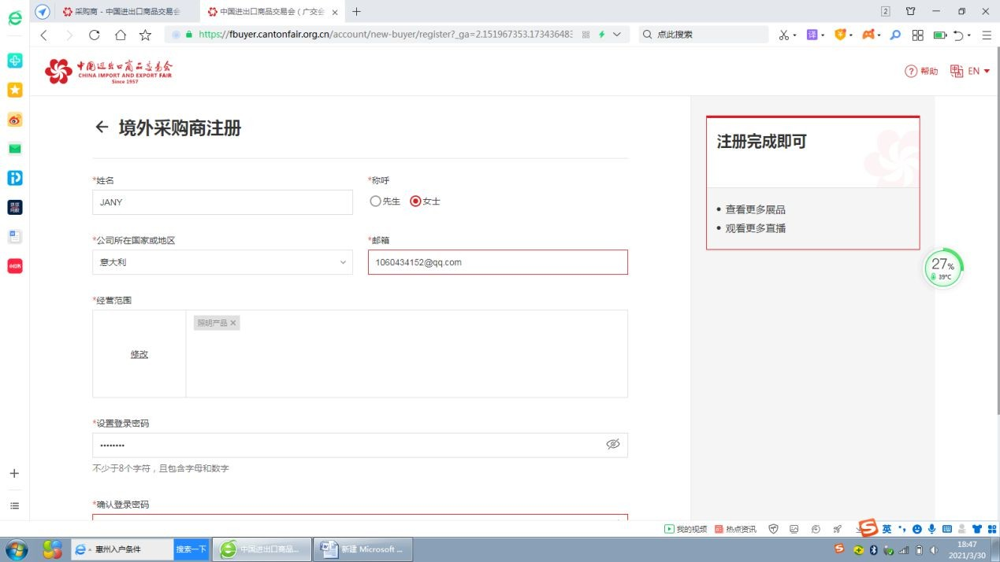 采购商 - 中国进出口商品交易会
中国进出口商品交易会（广交会
2
https://fbuyer.cantonfair.org.cn/account/new-buyer/register?_ga=2.151967353.17343648
点此搜索
译
中国进出口商品交易会
CHINA IMPORT AND EXPORT FAIR
Since 1957
帮助
EN
境外采购商注册
注册完成即可
查看更多展品
观看更多直播
*姓名
*称呼
JANY
先生
女士
*公司所在国家或地区
*邮箱
意大利
1060434152@qq.com
*经营范围
照明产品
修改
*设置登录密码
••••••••
不少于8个字符，且包含字母和数字
*确认登录密码
27%
39°C
我的视频
热点资讯
英
惠州入户条件
搜索一下
中国进出口商品...
新建 Microsoft ...
18:47
2021/3/30